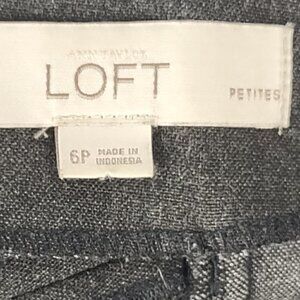 ANN TAYLOR
LOFT
PETITES
6P MADE IN
INDONESIA